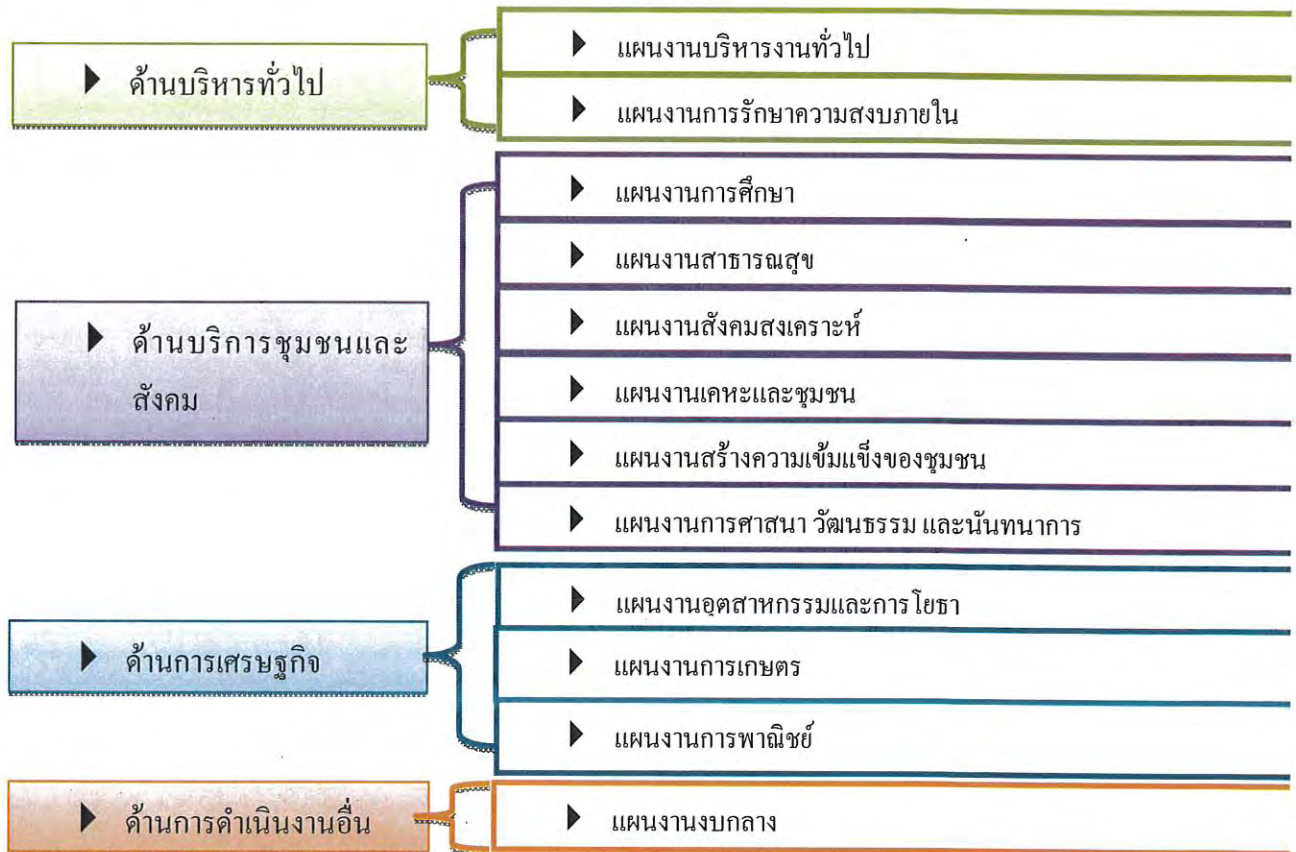 ด้านบริหารทั่วไป
แผนงานบริหารงานทั่วไป
แผนงานการรักษาความสงบภายใน
ด้านบริการชุมชนและ
สังคม
แผนงานการศึกษา
แผนงานสาธารณสุข
แผนงานสังคมสงเคราะห์
แผนงานเคหะและชุมชน
แผนงานสร้างความเข้มแข็งของชุมชน
แผนงานการศาสนา วัฒนธรรม และนันทนาการ
ด้านการเศรษฐกิจ
แผนงานอุตสาหกรรมและการโยธา
แผนงานการเกษตร
แผนงานการพาณิชย์
ด้านการดำเนินงานอื่น
แผนงานงบกลาง